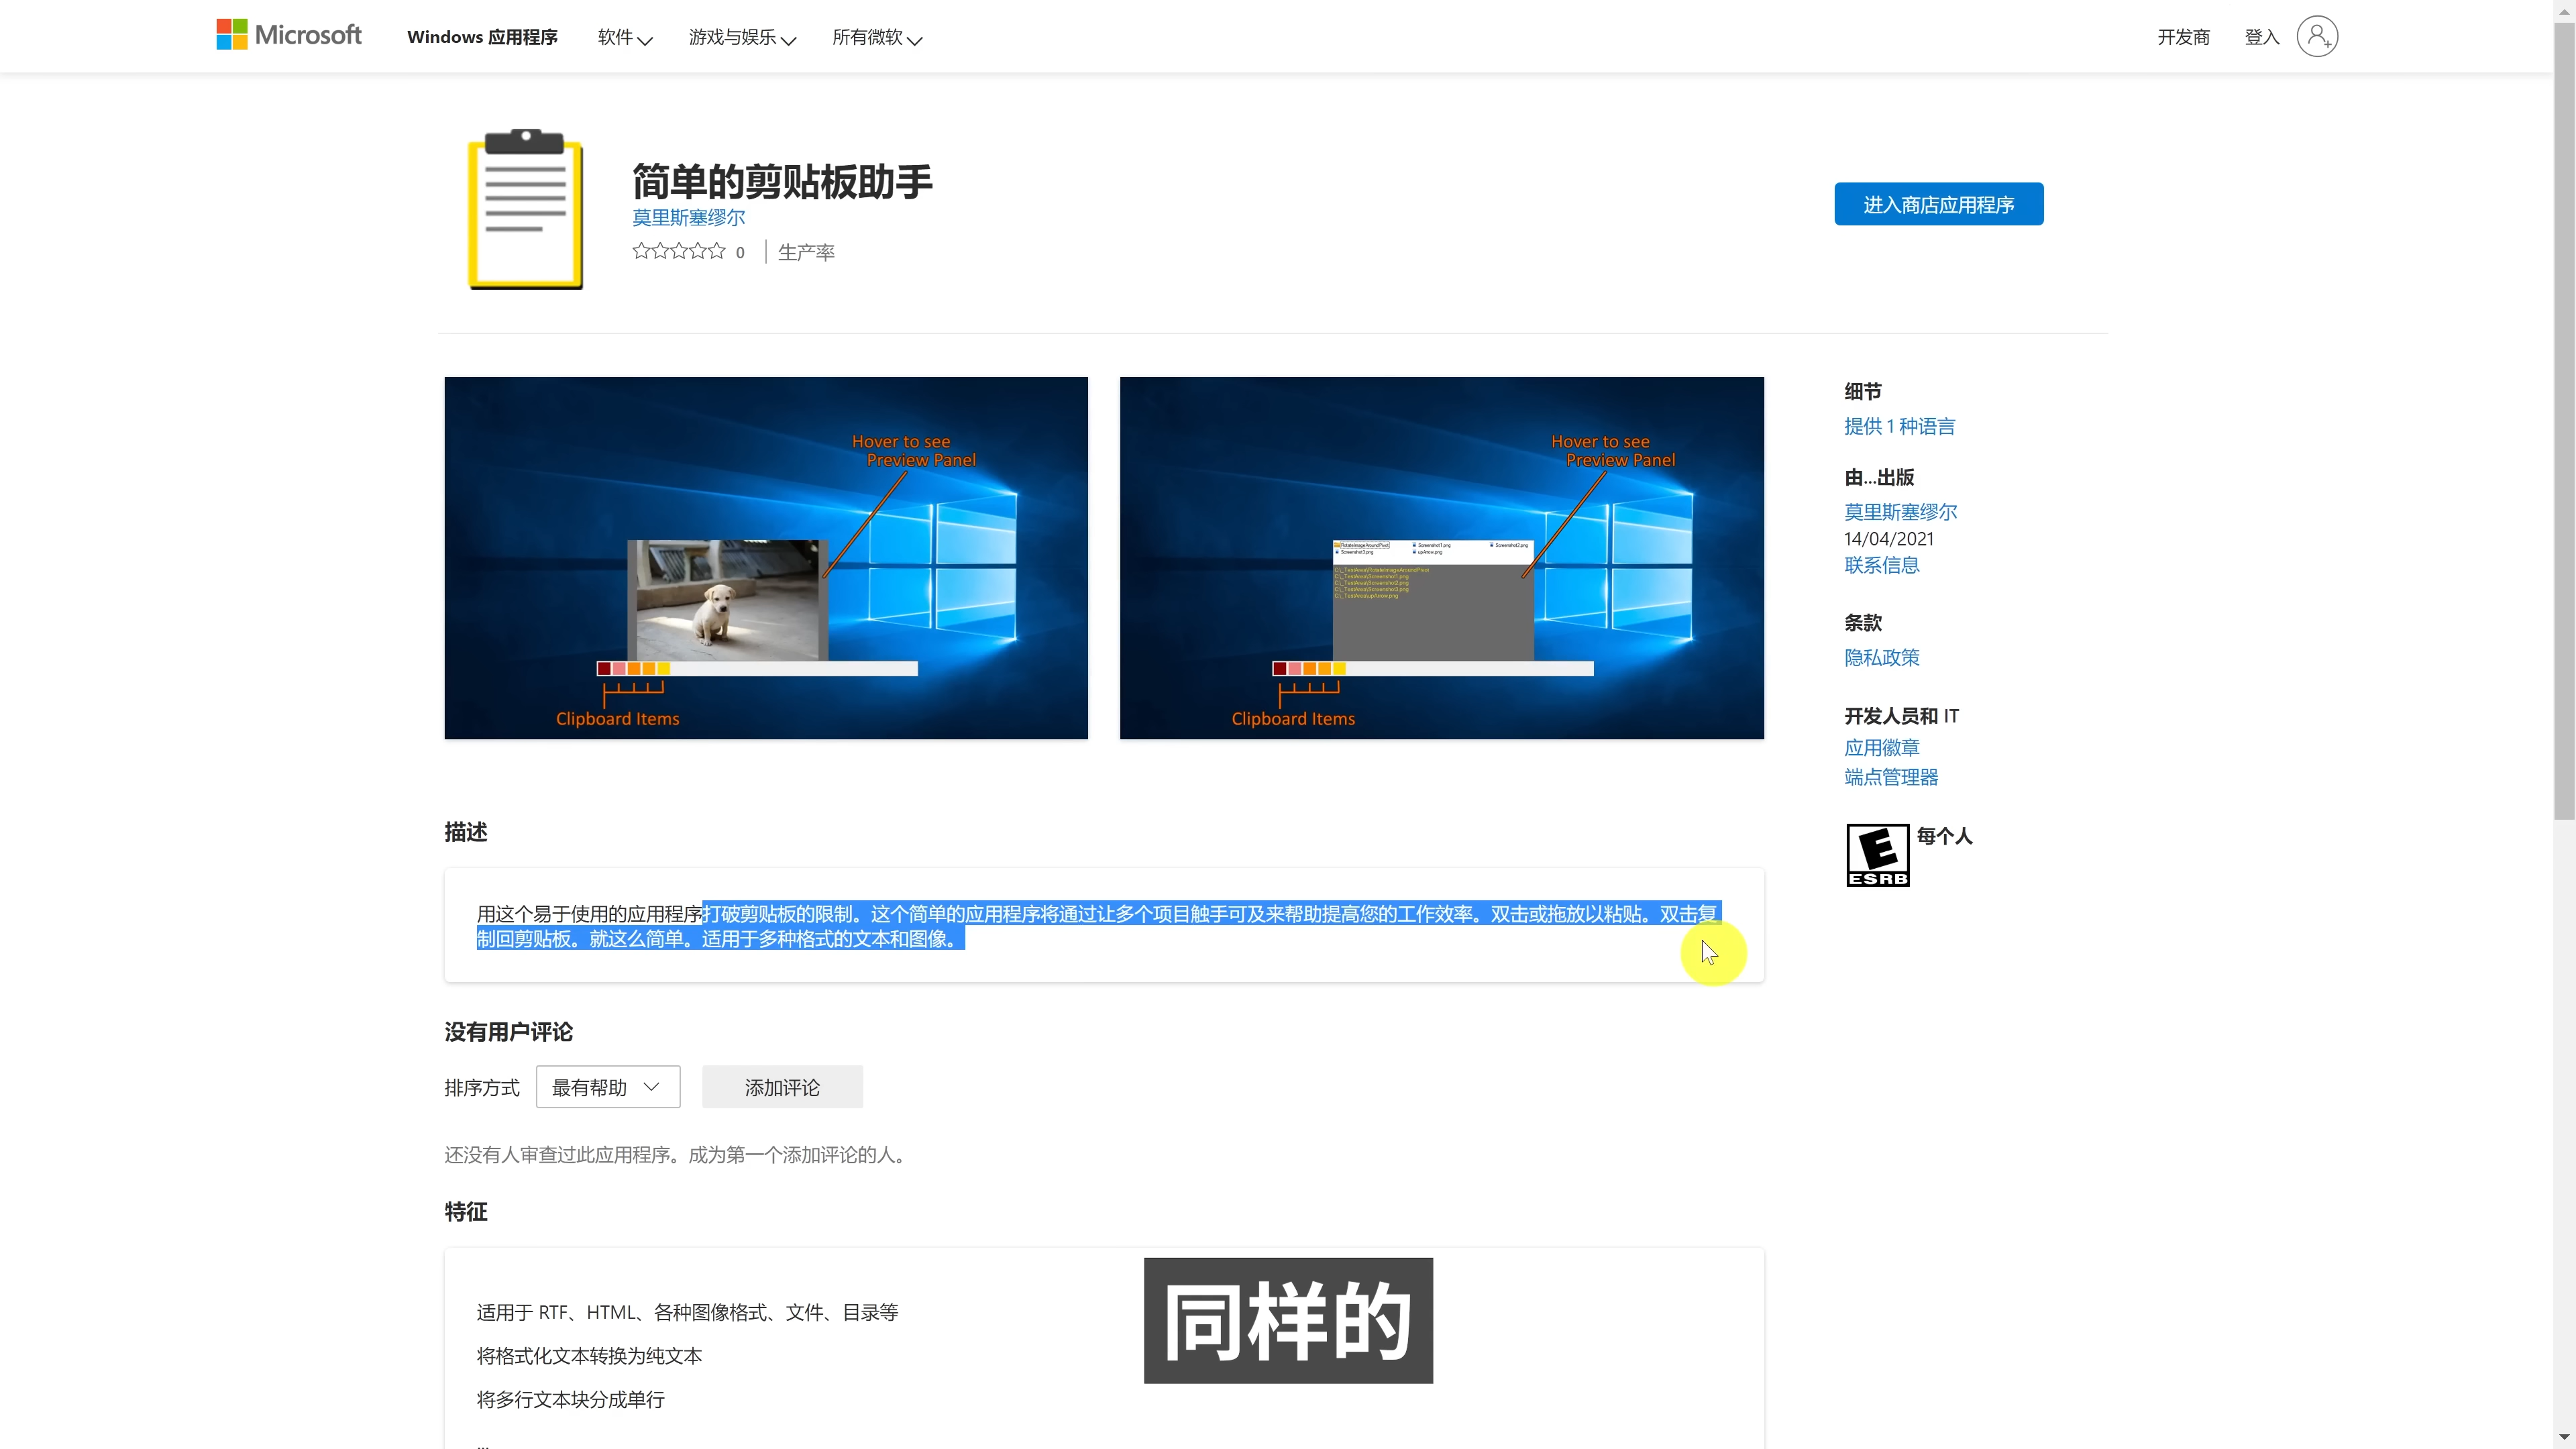 Microsoft
Windows 应用程序
软件
游戏与娱乐
所有微软
开发商
登入
简单的剪贴板助手
莫里斯塞缪尔
0
生产率
进入商店应用程序
Hover to see
Preview Panel
Clipboard Items
Hover to see
Preview Panel
Clipboard Items
细节
提供 1 种语言
由...出版
莫里斯塞缪尔
14/04/2021
联系信息
条款
隐私政策
开发人员和 IT
应用徽章
端点管理器
E
ESRB
每个人
描述
用这个易于使用的应用程序打破剪贴板的限制。这个简单的应用程序将通过让多个项目触手可及来帮助提高您的工作效率。双击或拖放以粘贴。双击复
制回剪贴板。就这么简单。适用于多种格式的文本和图像。
没有用户评论
排序方式
最有帮助
添加评论
还没有人审查过此应用程序。成为第一个添加评论的人。
特征
适用于 RTF、HTML、各种图像格式、文件、目录等
将格式化文本转换为纯文本
将多行文本块分成单行
同样的